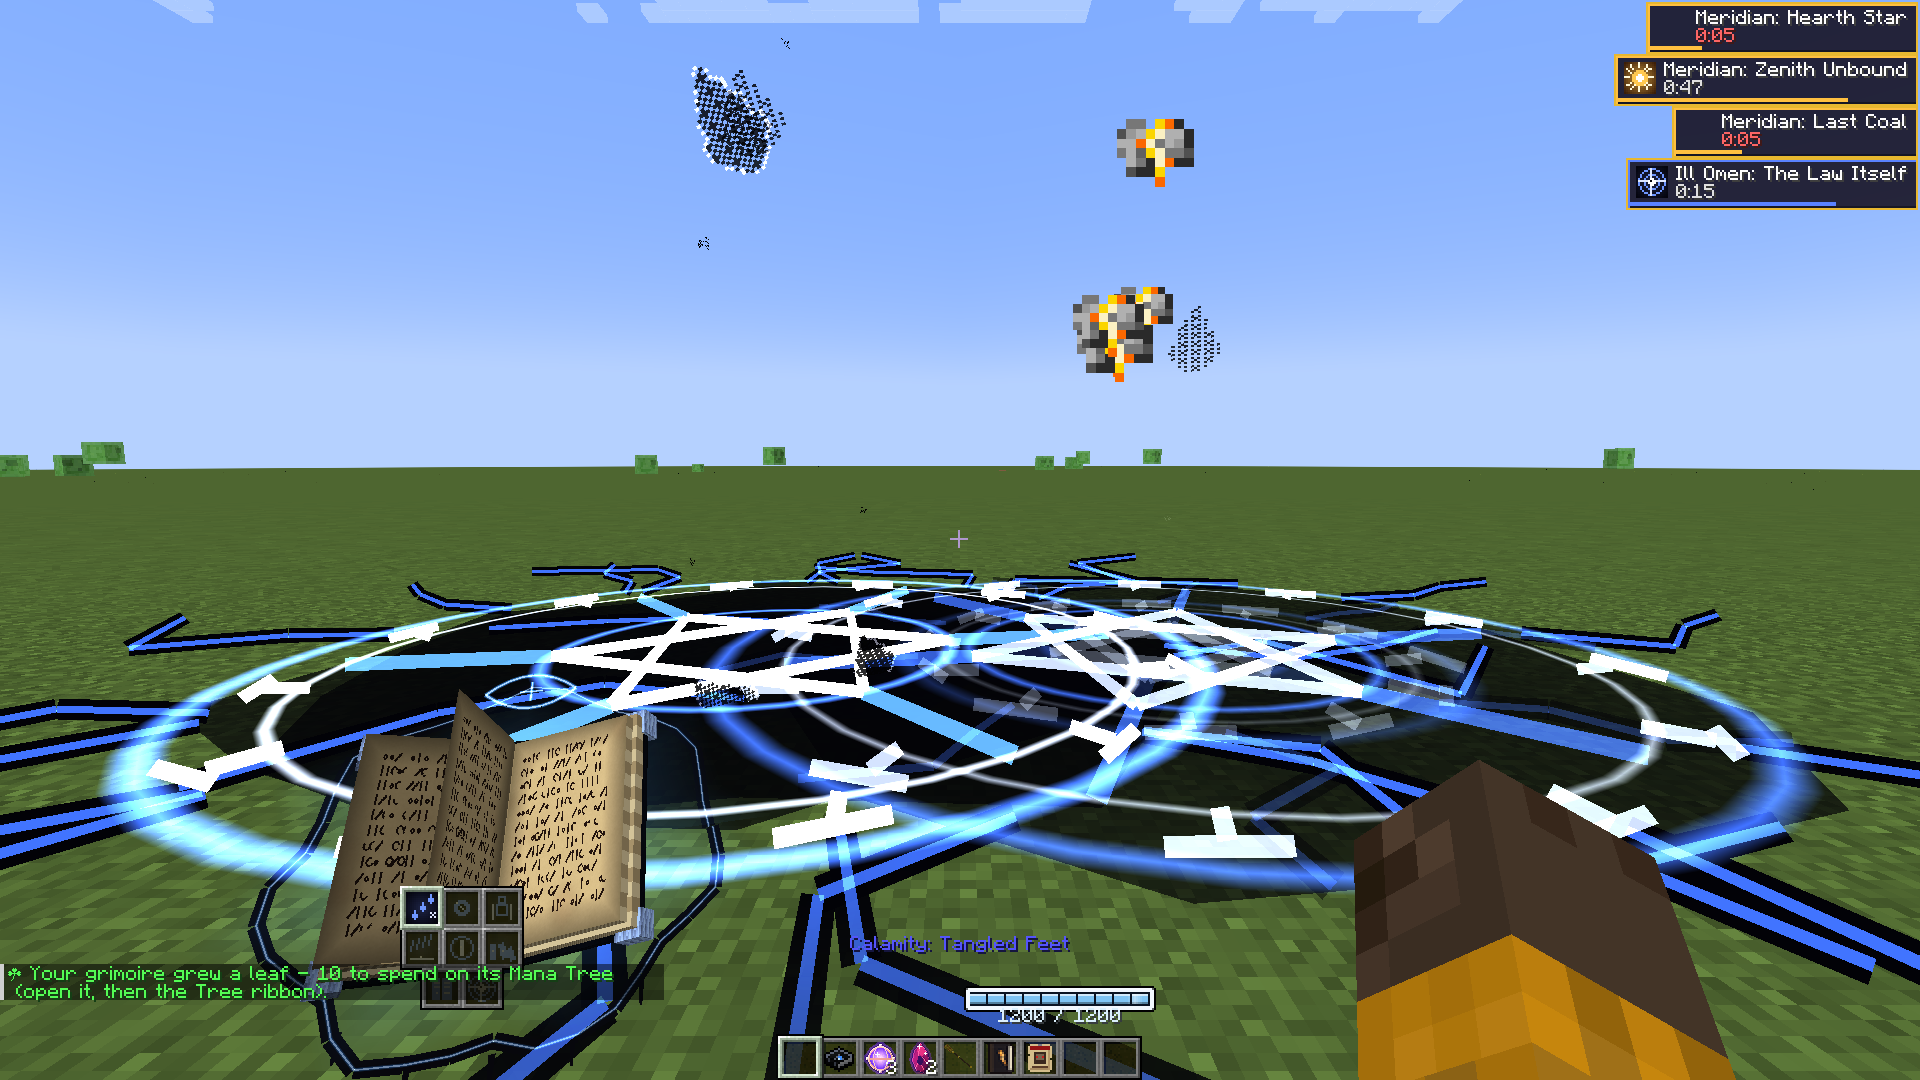 Meridian: Hearth Star
0:05
Meridian: Zenith Unbound
0:47
Meridian: Last Coal
0:05
Ill Omen: The Law Itself
0:15
Calamity: Tangled Feet
Your grimoire grew a leaf - 10 to spend on its Mana Tree
(open it, then the Tree ribbon).
1200 / 1200
3
2